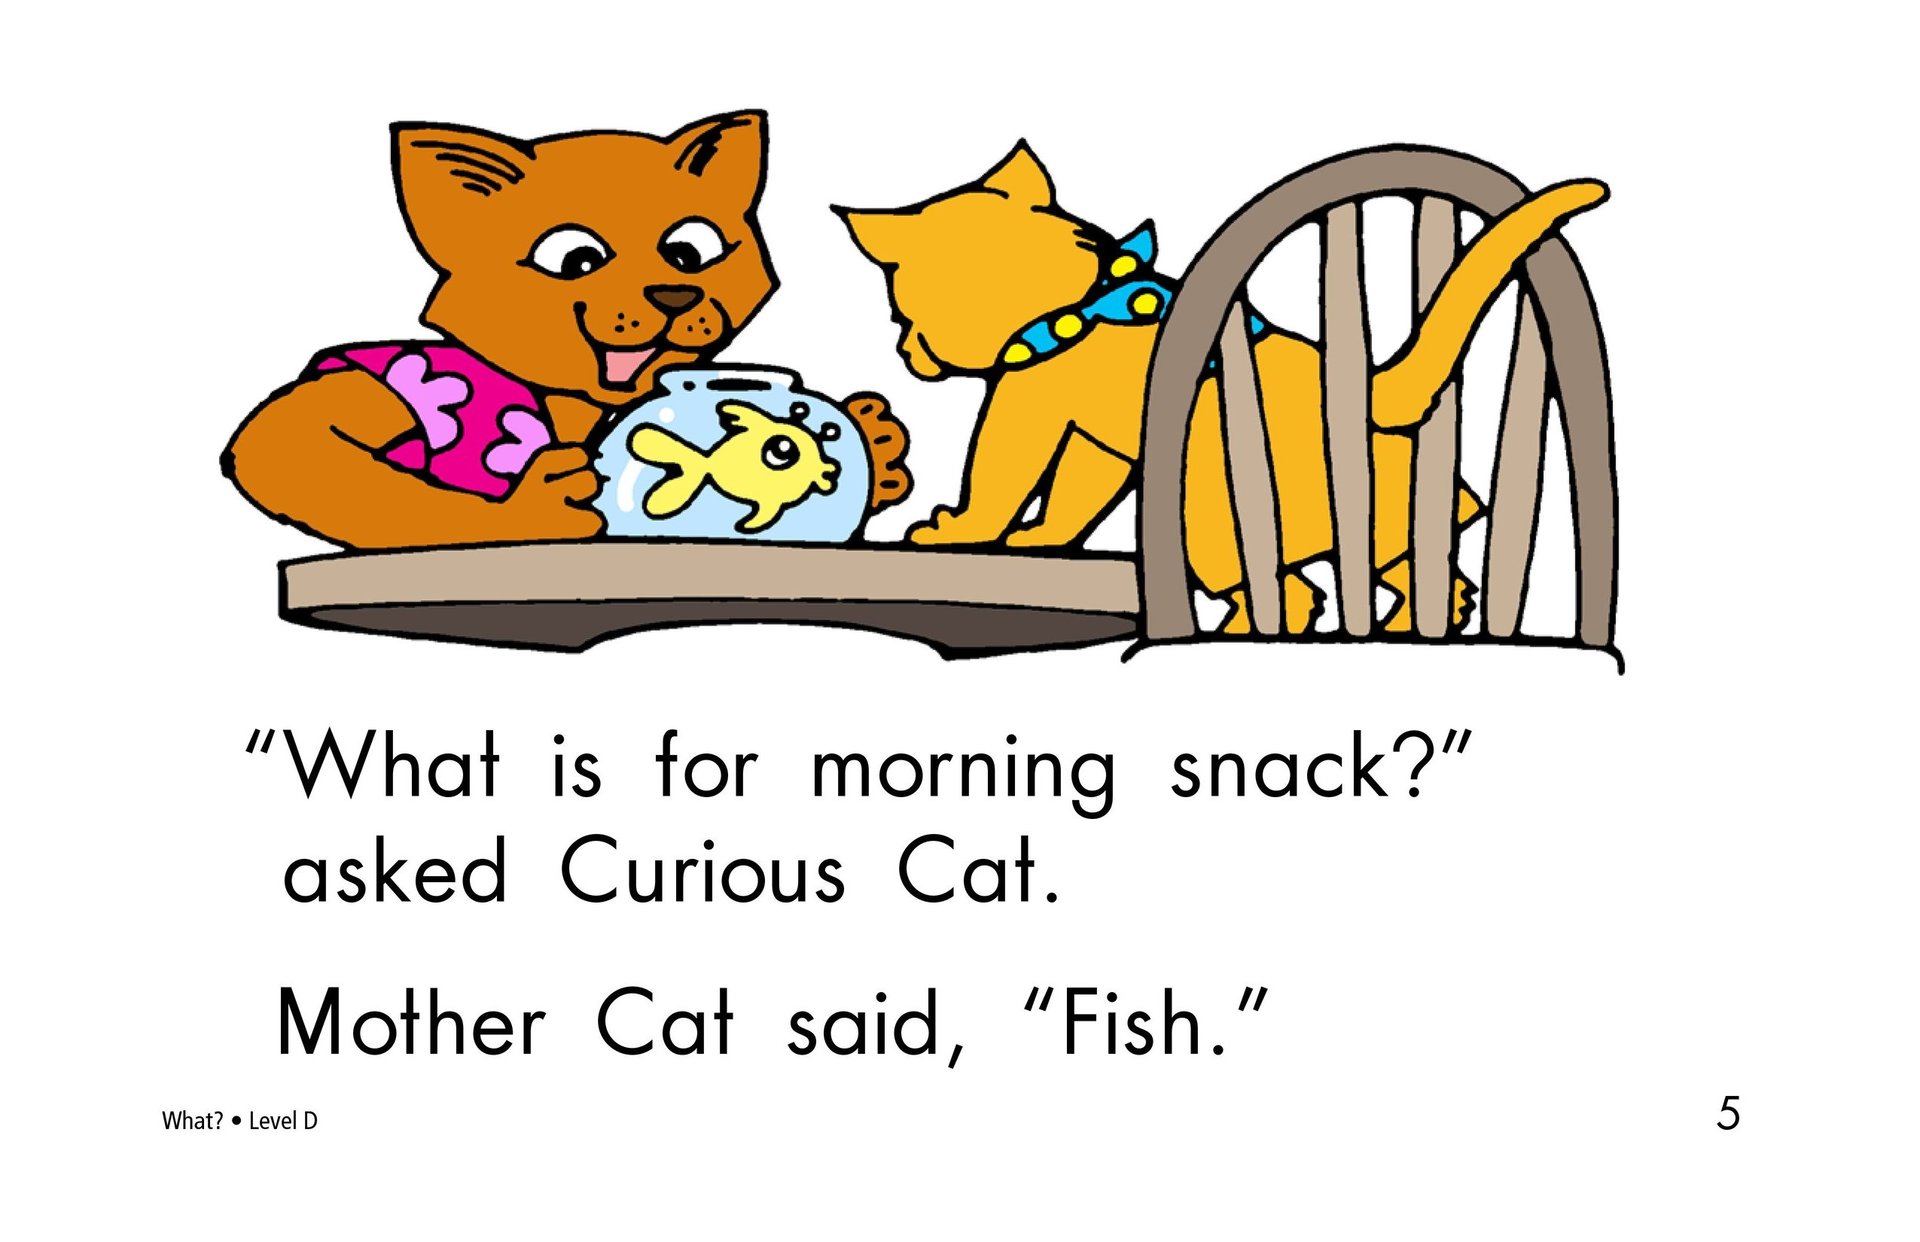 “What is for morning snack?”
asked Curious Cat.
Mother Cat said, “Fish.”
What? • Level D
5